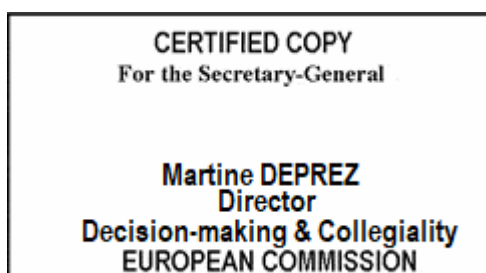 CERTIFIED COPY
For the Secretary-General
Martine DEPREZ
Director
Decision-making & Collegiality
EUROPEAN COMMISSION